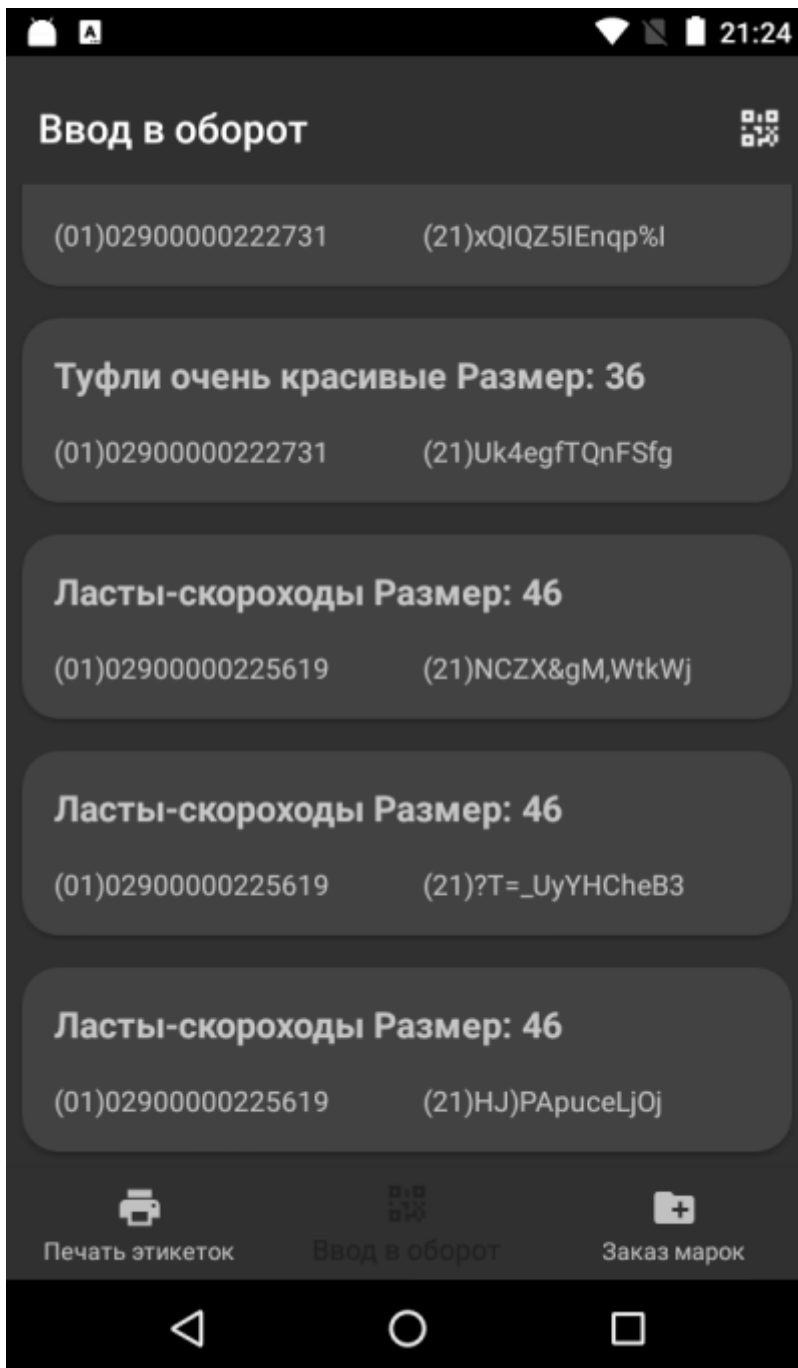 21:24
Ввод в оборот
(01)02900000222731 (21)xQIQZ5IEnqp%I
Туфли очень красивые Размер: 36
(01)02900000222731 (21)Uk4egfTQnFSfg
Ласты-скороходы Размер: 46
(01)02900000225619 (21)NCZX&gM,WtkWj
Ласты-скороходы Размер: 46
(01)02900000225619 (21)?T=_UyYHCheB3
Ласты-скороходы Размер: 46
(01)02900000225619 (21)HJ)PApuceLjOj
Печать этикеток Ввод в оборот Заказ марок